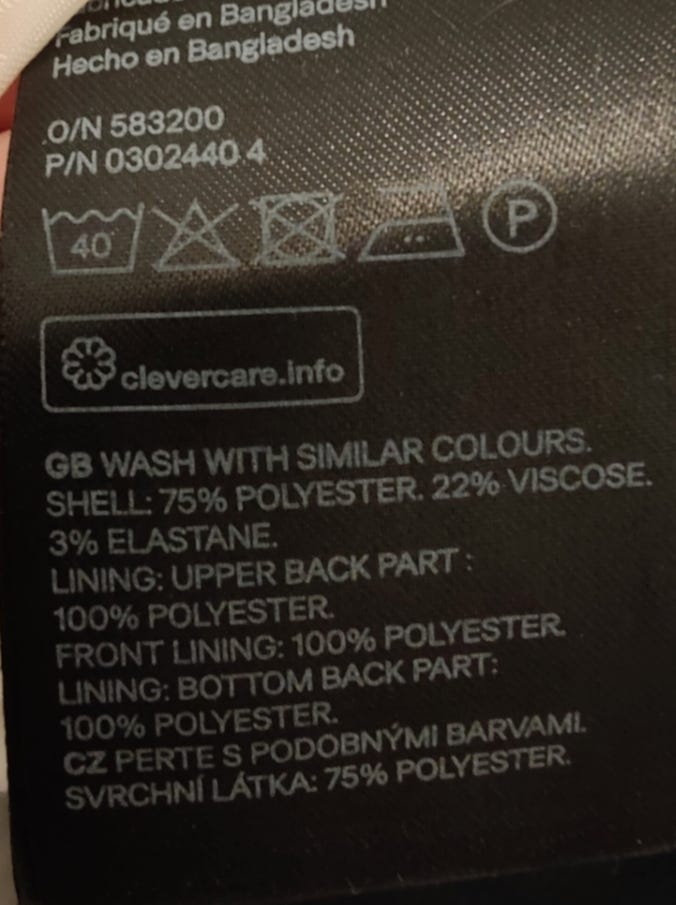 Fabriqué en Bangladesh
Hecho en Bangladesh
O/N 583200
P/N 0302440 4
40
P
clevercare.info
GB WASH WITH SIMILAR COLOURS.
SHELL: 75% POLYESTER. 22% VISCOSE.
3% ELASTANE.
LINING: UPPER BACK PART :
100% POLYESTER.
FRONT LINING: 100% POLYESTER.
LINING: BOTTOM BACK PART:
100% POLYESTER.
CZ PERTE S PODOBNÝMI BARVAMI.
SVRCHNÍ LÁTKA: 75% POLYESTER.